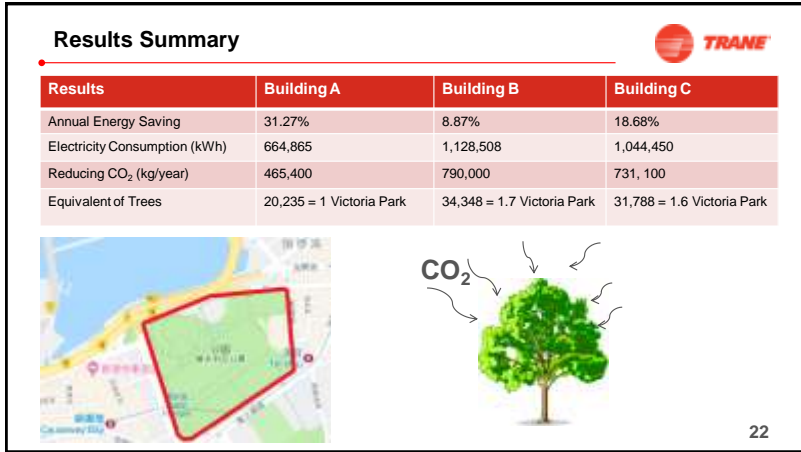 Results Summary
TRANE
Results Building A Building B Building C
Annual Energy Saving 31.27% 8.87% 18.68%
Electricity Consumption (kWh) 664,865 1,128,508 1,044,450
Reducing CO₂ (kg/year) 465,400 790,000 731, 100
Equivalent of Trees 20,235 = 1 Victoria Park 34,348 = 1.7 Victoria Park 31,788 = 1.6 Victoria Park
Causeway Bay
CO₂
22